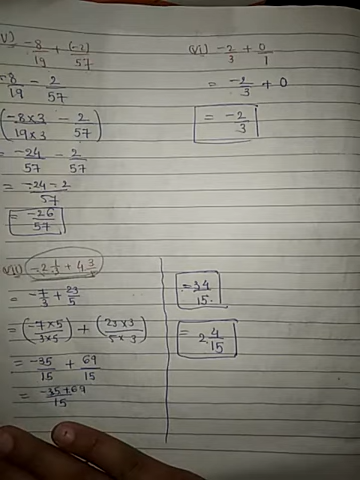 v) -8/19 + (-2)/57
-8/19 - 2/57
(-8×3/19×3 - 2/57)
= -24/57 - 2/57
= -24-2/57
= -26/57
(vi) -2/3 + 0/1
= -2/3 + 0
= -2/3
vii) -2 1/3 + 4 3/5
= -7/3 + 23/5
= (-7×5/3×5) + (23×3/5×3)
= -35/15 + 69/15
= -35+69/15
= 34/15
= 2 4/15